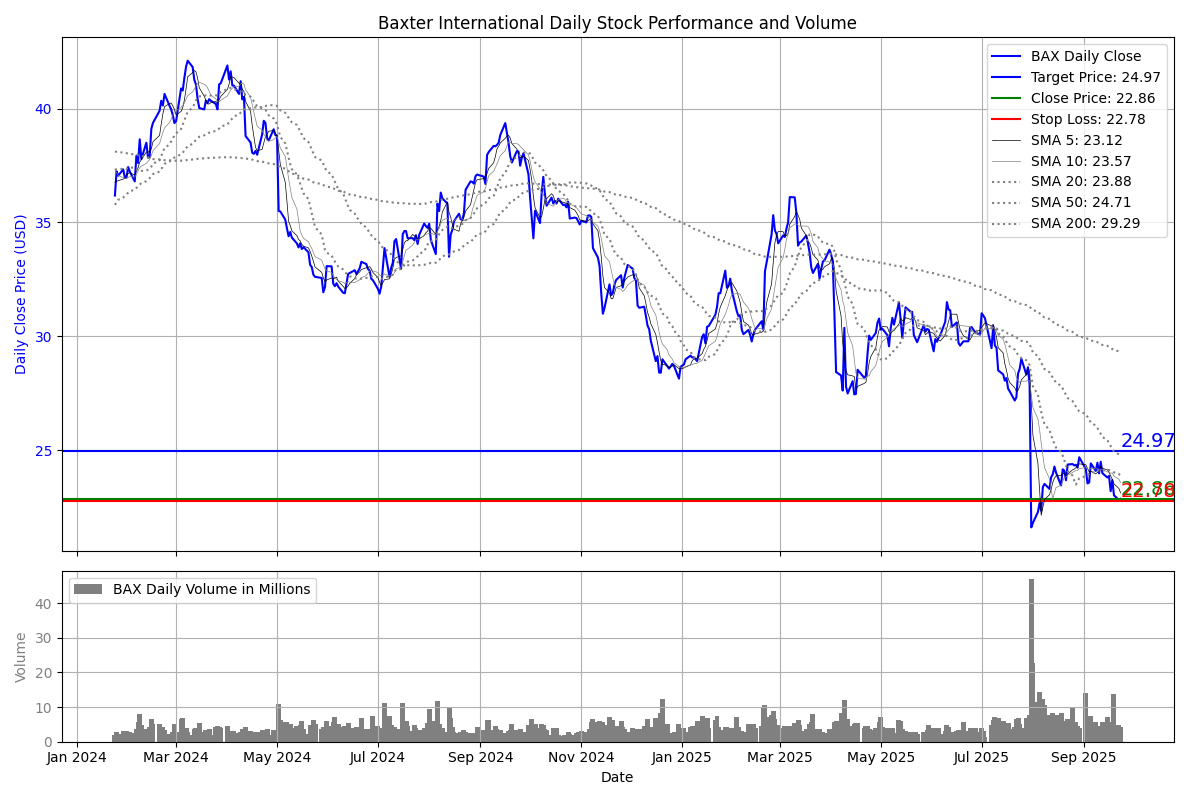 Baxter International Daily Stock Performance and Volume
Daily Close Price (USD)
40
35
30
25
BAX Daily Close
Target Price: 24.97
Close Price: 22.86
Stop Loss: 22.78
SMA 5: 23.12
SMA 10: 23.57
SMA 20: 23.88
SMA 50: 24.71
SMA 200: 29.29
24.97
22.86
22.78
BAX Daily Volume in Millions
Volume
40
30
20
10
0
Jan 2024 Mar 2024 May 2024 Jul 2024 Sep 2024 Nov 2024 Jan 2025 Mar 2025 May 2025 Jul 2025 Sep 2025
Date